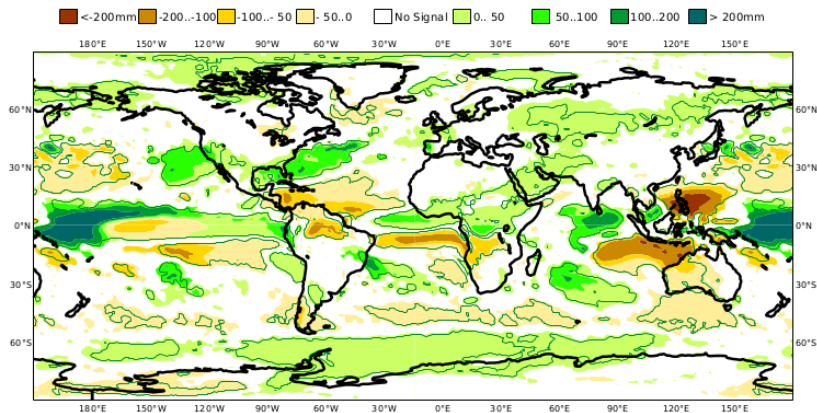 <-200mm -200..-100 -100..- 50 - 50..0 No Signal 0.. 50 50..100 100..200 > 200mm
180°W 150°W 120°W 90°W 60°W 30°W 0°E 30°E 60°E 90°E 120°E 150°E
60°N 60°N
30°N 30°N
0°N 0°N
30°S 30°S
60°S 60°S
180°W 150°W 120°W 90°W 60°W 30°W 0°E 30°E 60°E 90°E 120°E 150°E